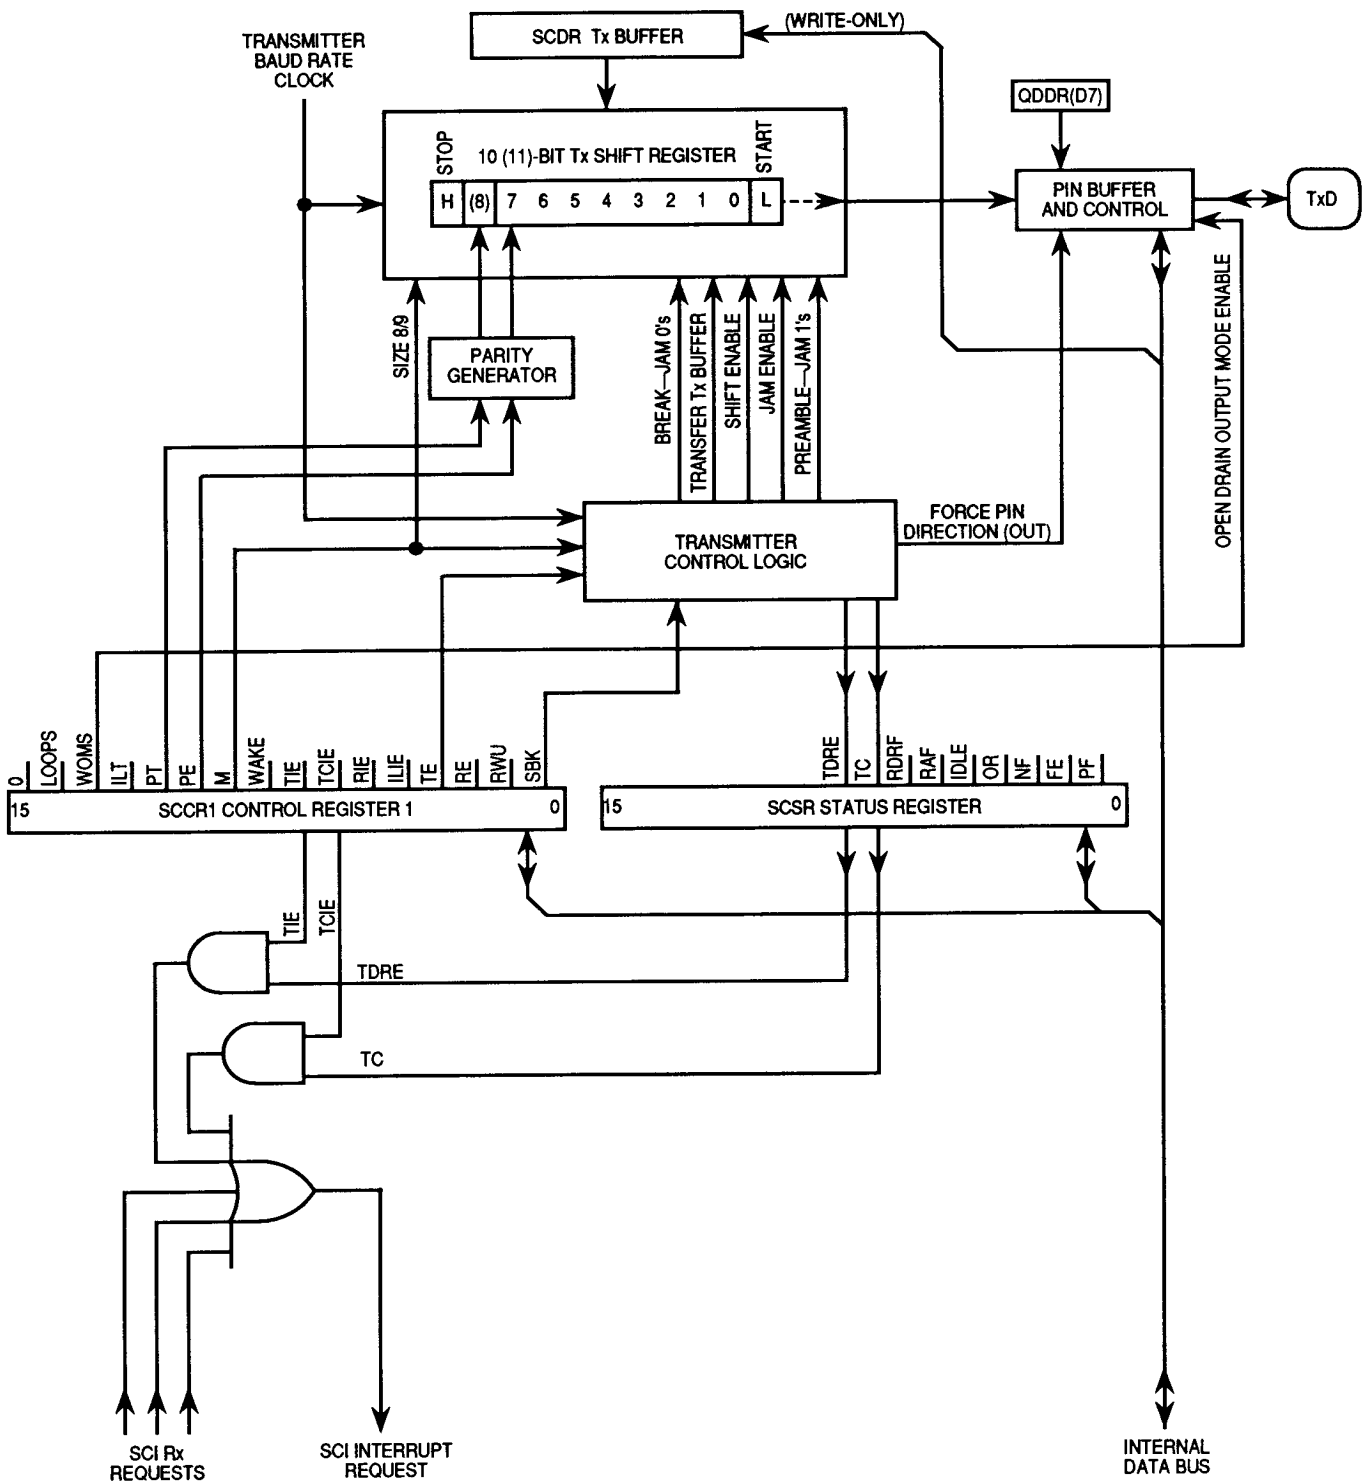 (WRITE-ONLY)
SCDR Tx BUFFER
TRANSMITTER
BAUD RATE
CLOCK
QDDR(D7)
STOP
10 (11)-BIT Tx SHIFT REGISTER
START
H (8) 7 6 5 4 3 2 1 0 L
PIN BUFFER
AND CONTROL
TxD
SIZE 8/9
PARITY
GENERATOR
BREAK—JAM 0's
TRANSFER Tx BUFFER
SHIFT ENABLE
JAM ENABLE
PREAMBLE—JAM 1's
OPEN DRAIN OUTPUT MODE ENABLE
TRANSMITTER
CONTROL LOGIC
FORCE PIN
DIRECTION (OUT)
0
LOOPS
WOMS
ILT
PT
PE
M
WAKE
TIE
TCIE
RIE
ILIE
TE
RE
RWU
SBK
TDRE
TC
RDRF
RAF
IDLE
OR
NF
FE
PF
15 SCCR1 CONTROL REGISTER 1 0
15 SCSR STATUS REGISTER 0
TIE
TCIE
TDRE
TC
SCI Rx
REQUESTS
SCI INTERRUPT
REQUEST
INTERNAL
DATA BUS